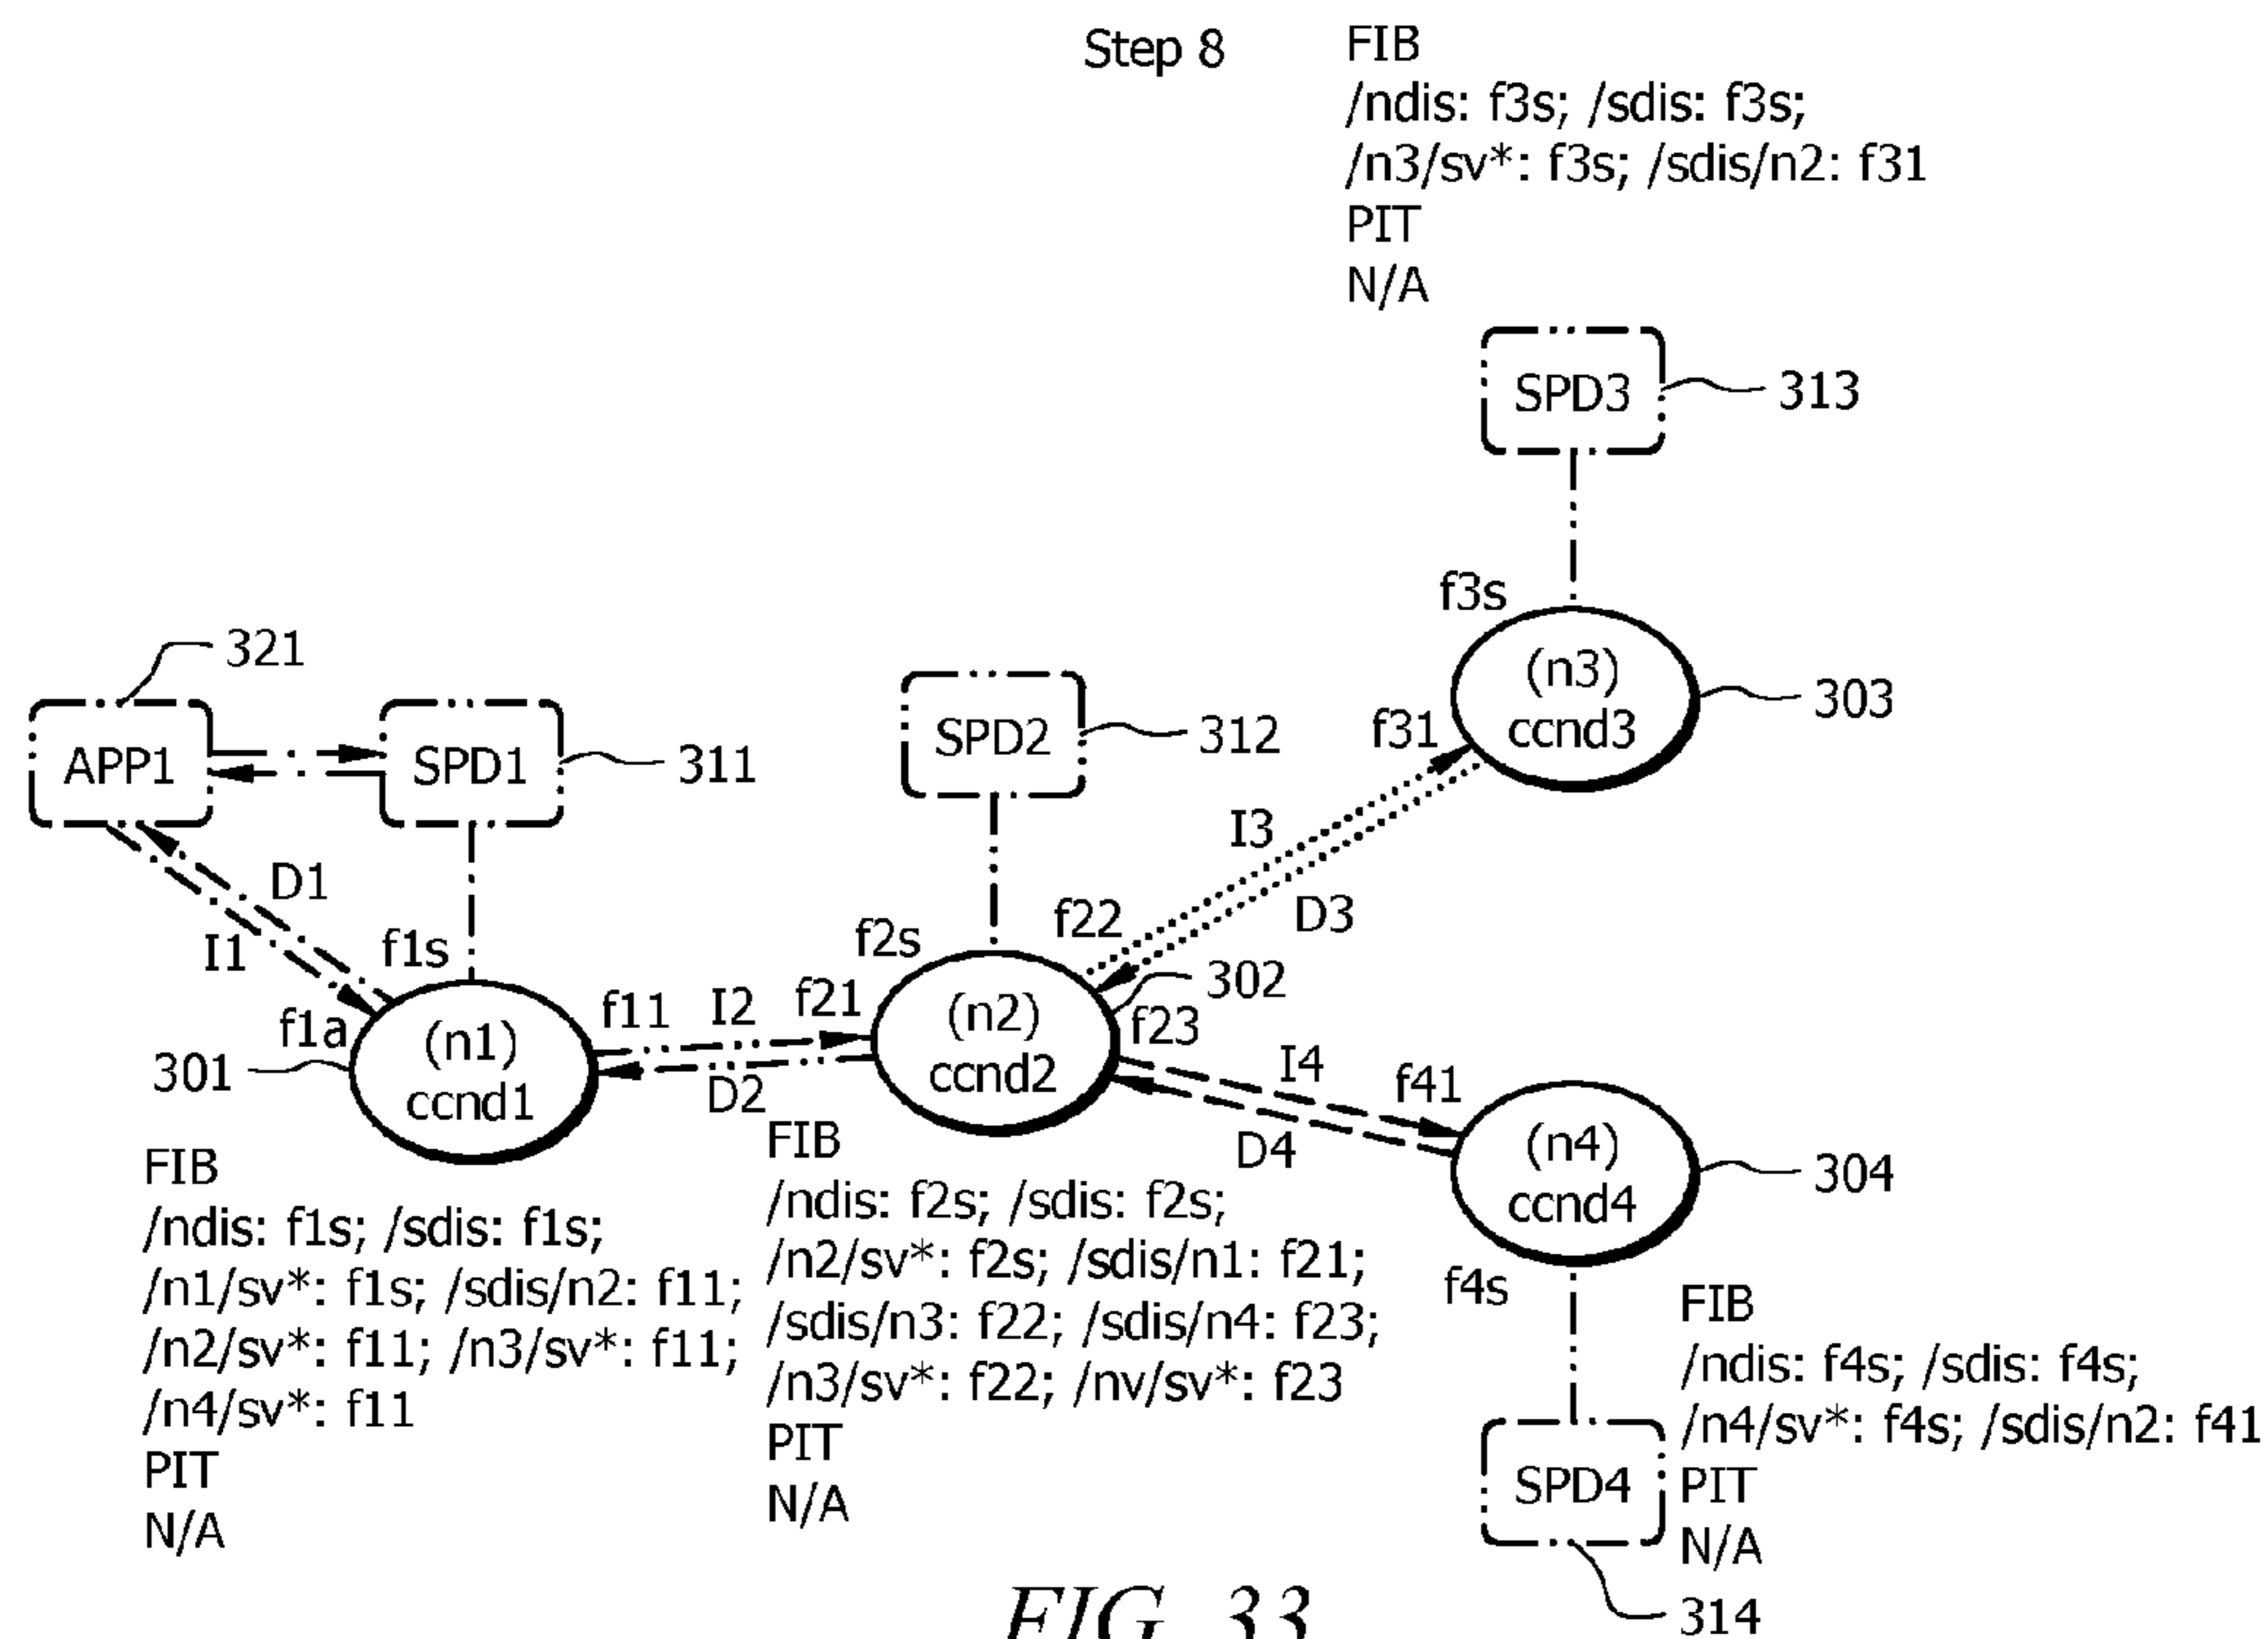 Step 8
FIB
/ndis: f3s; /sdis: f3s;
/n3/sv*: f3s; /sdis/n2: f31
PIT
N/A
SPD3
313
f3s
(n3)
ccnd3
303
f31
321
APP1
SPD1
311
SPD2
312
I3
D3
D1
I1
f1s
f1a
f2s
f22
302
(n1)
ccnd1
301
f11
I2
f21
D2
(n2)
ccnd2
f23
I4
f41
D4
(n4)
ccnd4
304
f4s
FIB
/ndis: f1s; /sdis: f1s;
/n1/sv*: f1s; /sdis/n2: f11;
/n2/sv*: f11; /n3/sv*: f11;
/n4/sv*: f11
PIT
N/A
FIB
/ndis: f2s; /sdis: f2s;
/n2/sv*: f2s; /sdis/n1: f21;
/sdis/n3: f22; /sdis/n4: f23;
/n3/sv*: f22; /nv/sv*: f23
PIT
N/A
FIB
/ndis: f4s; /sdis: f4s;
/n4/sv*: f4s; /sdis/n2: f41
PIT
N/A
SPD4
314
FIG. 33